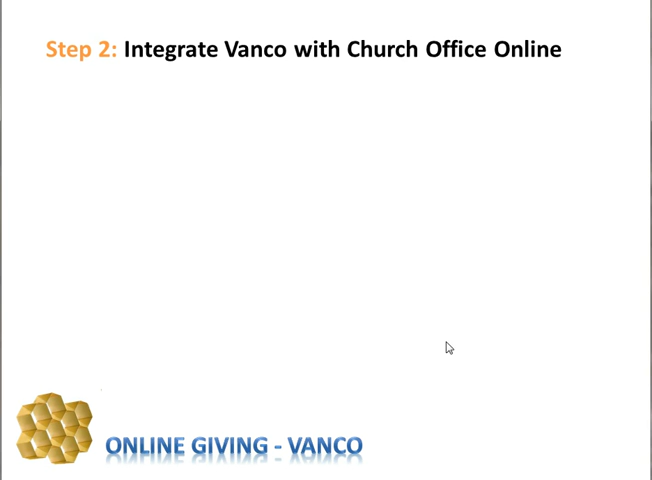 Step 2: Integrate Vanco with Church Office Online
ONLINE GIVING - VANCO